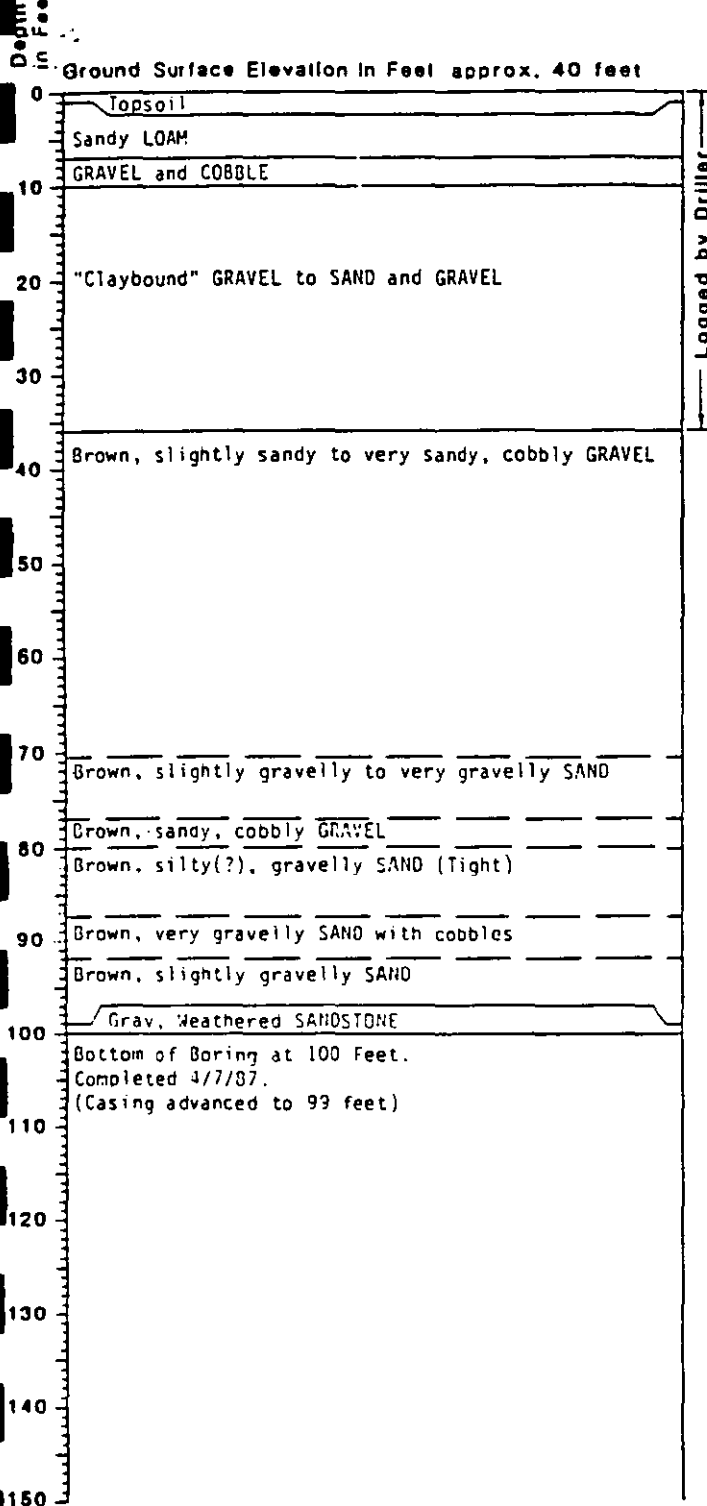 Depth
in Feet
Ground Surface Elevation In Feet approx. 40 feet
0
Topsoil
Sandy LOAM
GRAVEL and COBBLE
10
"Claybound" GRAVEL to SAND and GRAVEL
20
Logged by Driller
30
Brown, slightly sandy to very sandy, cobbly GRAVEL
40
50
60
70
Brown, slightly gravelly to very gravelly SAND
Brown, sandy, cobbly GRAVEL
80
Brown, silty(?), gravelly SAND (Tight)
Brown, very gravelly SAND with cobbles
90
Brown, slightly gravelly SAND
Gray, Weathered SANDSTONE
100
Bottom of Boring at 100 Feet.
Completed 4/7/87.
(Casing advanced to 99 feet)
110
120
130
140
150